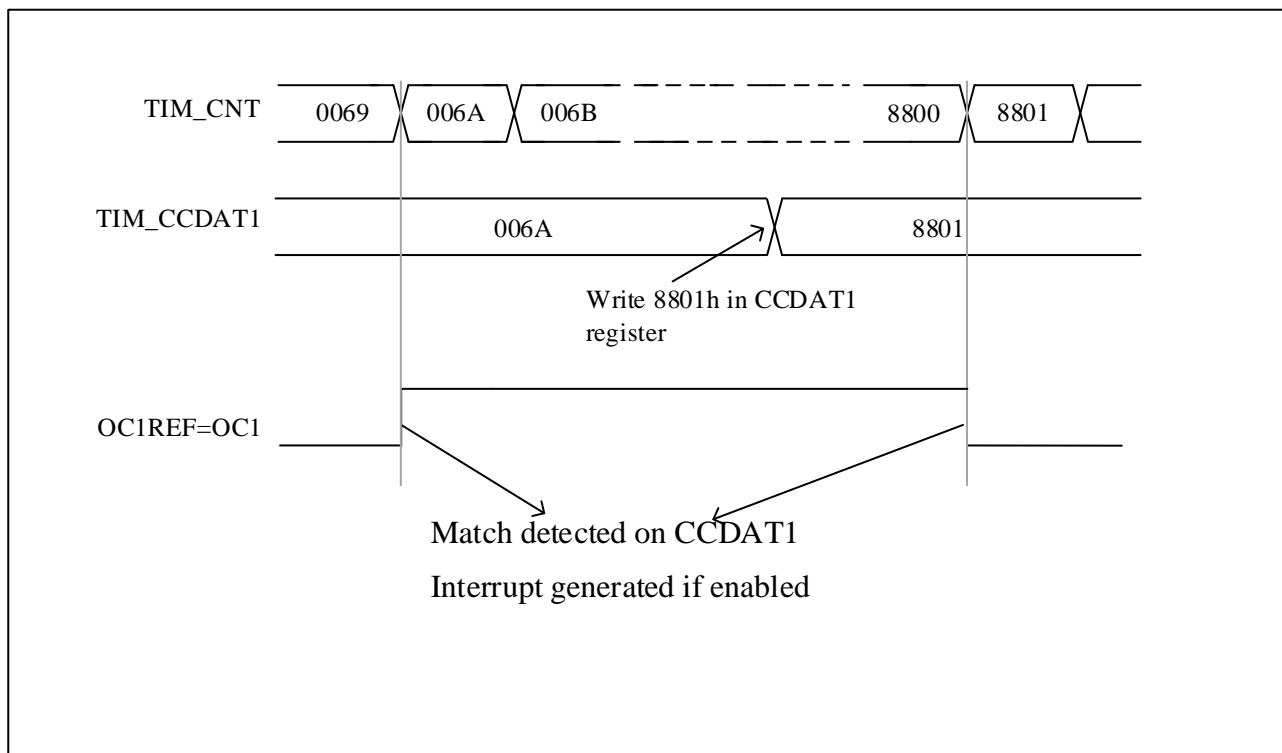 TIM_CNT 0069 006A 006B 8800 8801
TIM_CCDAT1 006A 8801
Write 8801h in CCDAT1
register
OC1REF=OC1
Match detected on CCDAT1
Interrupt generated if enabled